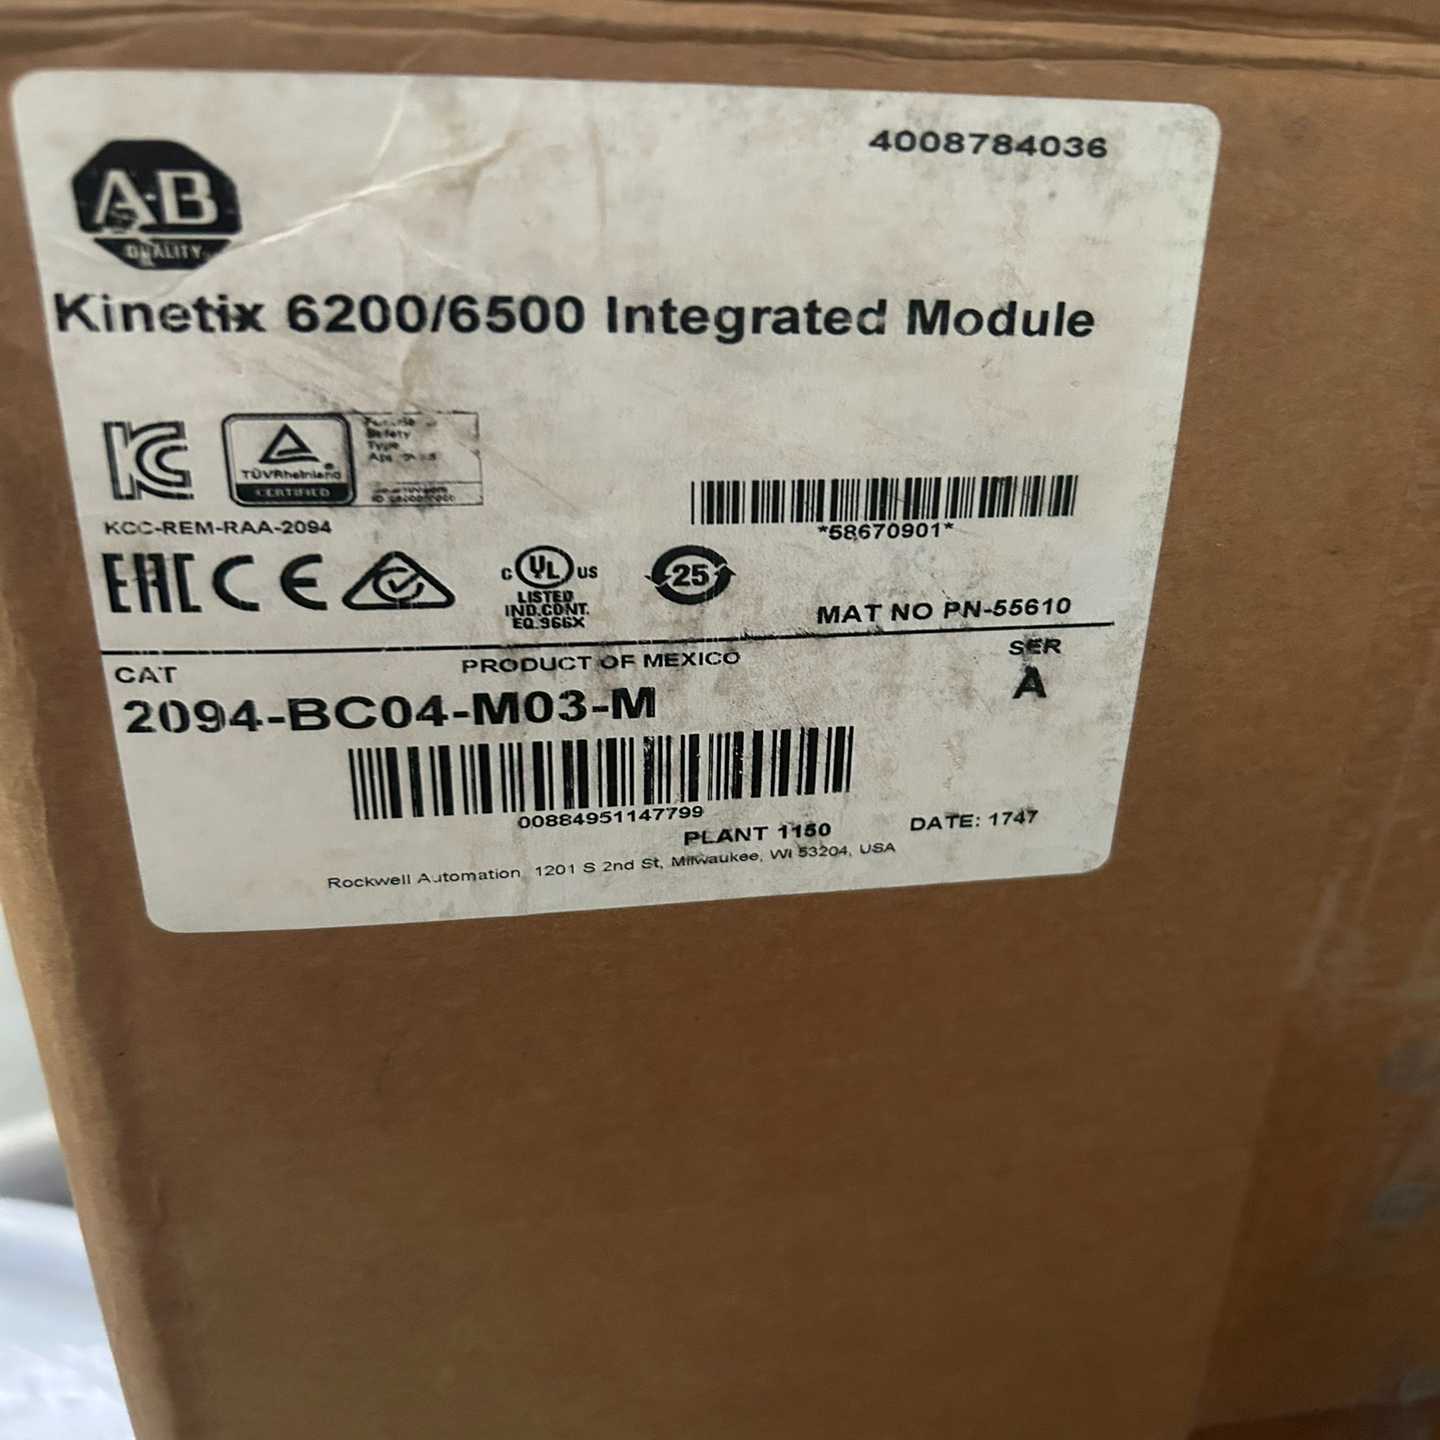 4008784036
A·B
QUALITY
Kinetix 6200/6500 Integrated Module
Safety
Type
TÜVRheinland
CERTIFIED
KCC-REM-RAA-2094
*58670901*
EAC CE
C UL US
LISTED
IND.CONT.
EQ.966X
25
MAT NO PN-55610
CAT
PRODUCT OF MEXICO
SER
2094-BC04-M03-M
A
00884951147799
PLANT 1150
DATE: 1747
Rockwell Automation 1201 S 2nd St, Milwaukee, WI 53204, USA